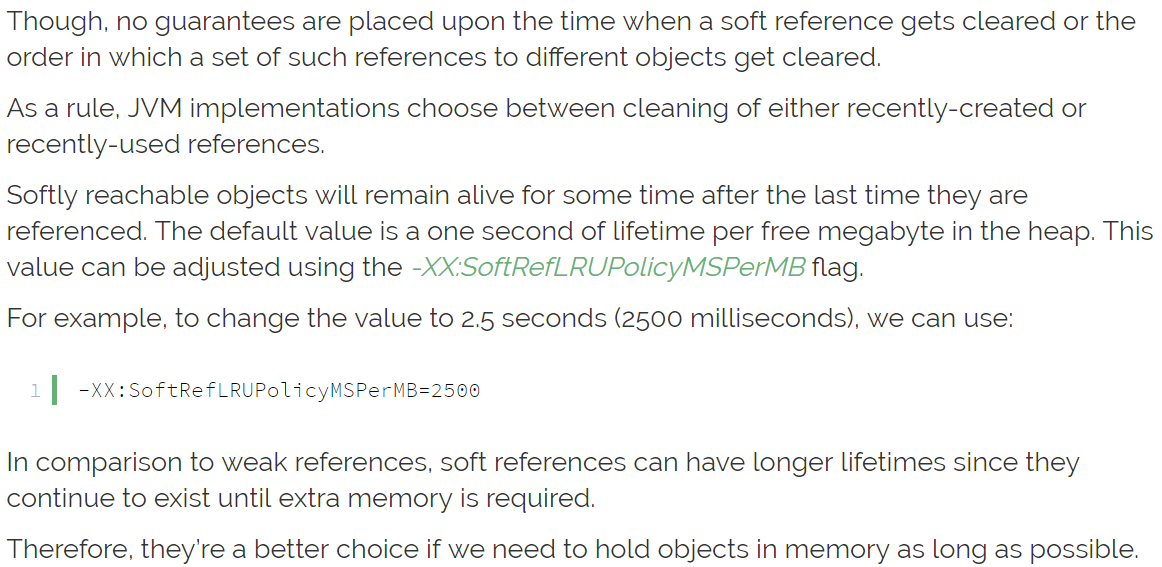 Though, no guarantees are placed upon the time when a soft reference gets cleared or the
order in which a set of such references to different objects get cleared.
As a rule, JVM implementations choose between cleaning of either recently-created or
recently-used references.
Softly reachable objects will remain alive for some time after the last time they are
referenced. The default value is a one second of lifetime per free megabyte in the heap. This
value can be adjusted using the -XX:SoftRefLRUPolicyMSPerMB flag.
For example, to change the value to 2.5 seconds (2500 milliseconds), we can use:
1 -XX:SoftRefLRUPolicyMSPerMB=2500
In comparison to weak references, soft references can have longer lifetimes since they
continue to exist until extra memory is required.
Therefore, they're a better choice if we need to hold objects in memory as long as possible.